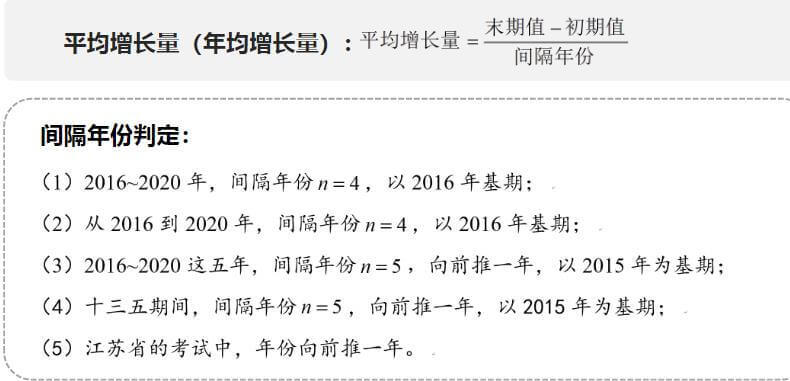 平均增长量（年均增长量）: 平均增长量 = 末期值 − 初期值 / 间隔年份
间隔年份判定:
（1）2016~2020 年，间隔年份 n = 4，以 2016 年基期；
（2）从 2016 到 2020 年，间隔年份 n = 4，以 2016 年基期；
（3）2016~2020 这五年，间隔年份 n = 5，向前推一年，以 2015 年为基期；
（4）十三五期间，间隔年份 n = 5，向前推一年，以 2015 年为基期；
（5）江苏省的考试中，年份向前推一年。